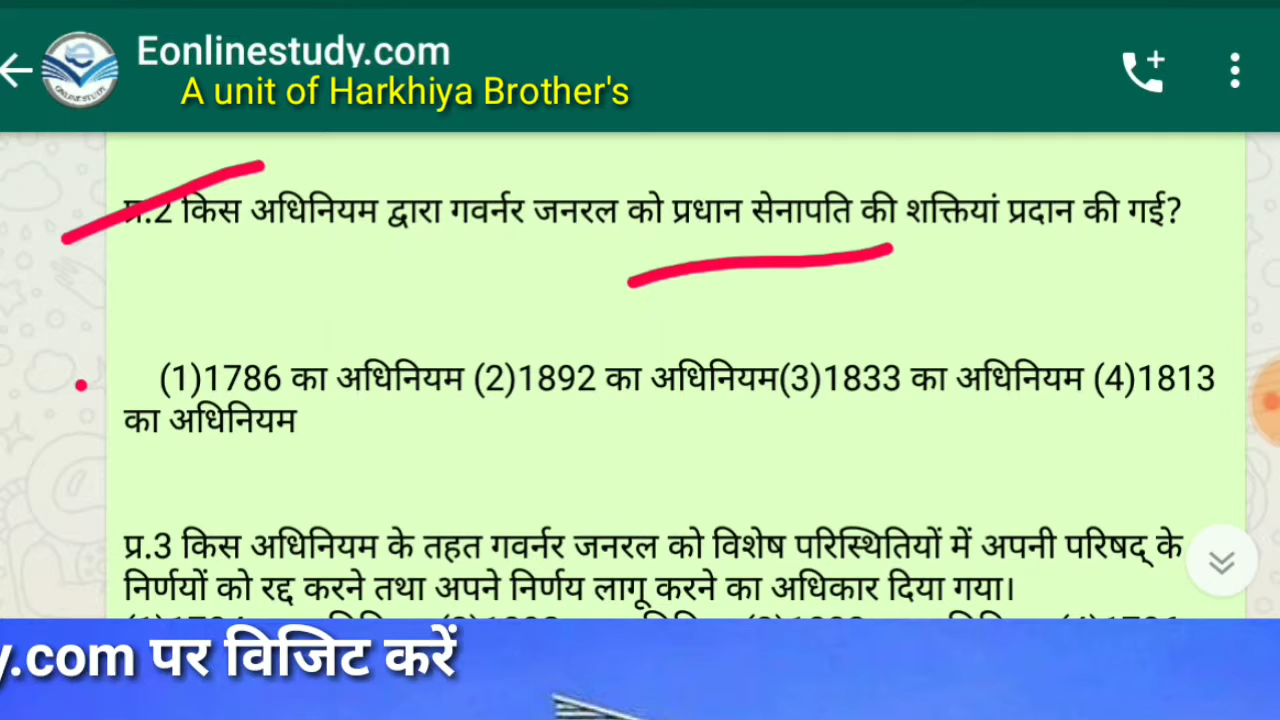 Eonlinestudy.com
A unit of Harkhiya Brother's
प्र.2 किस अधिनियम द्वारा गवर्नर जनरल को प्रधान सेनापति की शक्तियां प्रदान की गई?
(1)1786 का अधिनियम (2)1892 का अधिनियम(3)1833 का अधिनियम (4)1813
का अधिनियम
प्र.3 किस अधिनियम के तहत गवर्नर जनरल को विशेष परिस्थितियों में अपनी परिषद् के
निर्णयों को रद्द करने तथा अपने निर्णय लागू करने का अधिकार दिया गया।
y.com पर विजिट करें